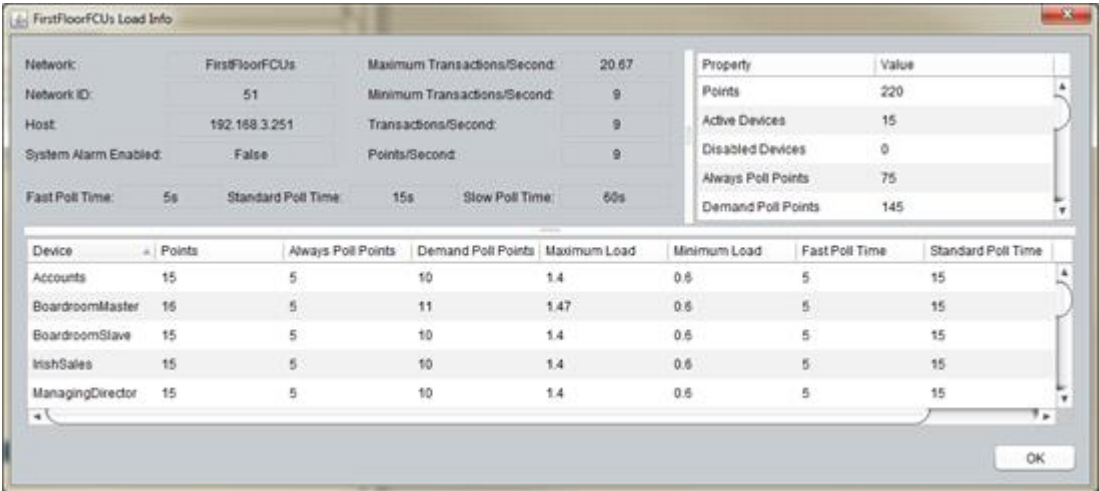 FirstFloorFCUs Load Info
Network: FirstFloorFCUs Maximum Transactions/Second: 20.67
Network ID: 51 Minimum Transactions/Second: 9
Host: 192.168.3.251 Transactions/Second: 9
System Alarm Enabled: False Points/Second: 9
Fast Poll Time: 5s Standard Poll Time: 15s Slow Poll Time: 60s
Property Value
Points 220
Active Devices 15
Disabled Devices 0
Always Poll Points 75
Demand Poll Points 145
Device Points Always Poll Points Demand Poll Points Maximum Load Minimum Load Fast Poll Time Standard Poll Time
Accounts 15 5 10 1.4 0.6 5 15
BoardroomMaster 16 5 11 1.47 0.6 5 15
BoardroomSlave 15 5 10 1.4 0.6 5 15
IrishSales 15 5 10 1.4 0.6 5 15
ManagingDirector 15 5 10 1.4 0.6 5 15
OK